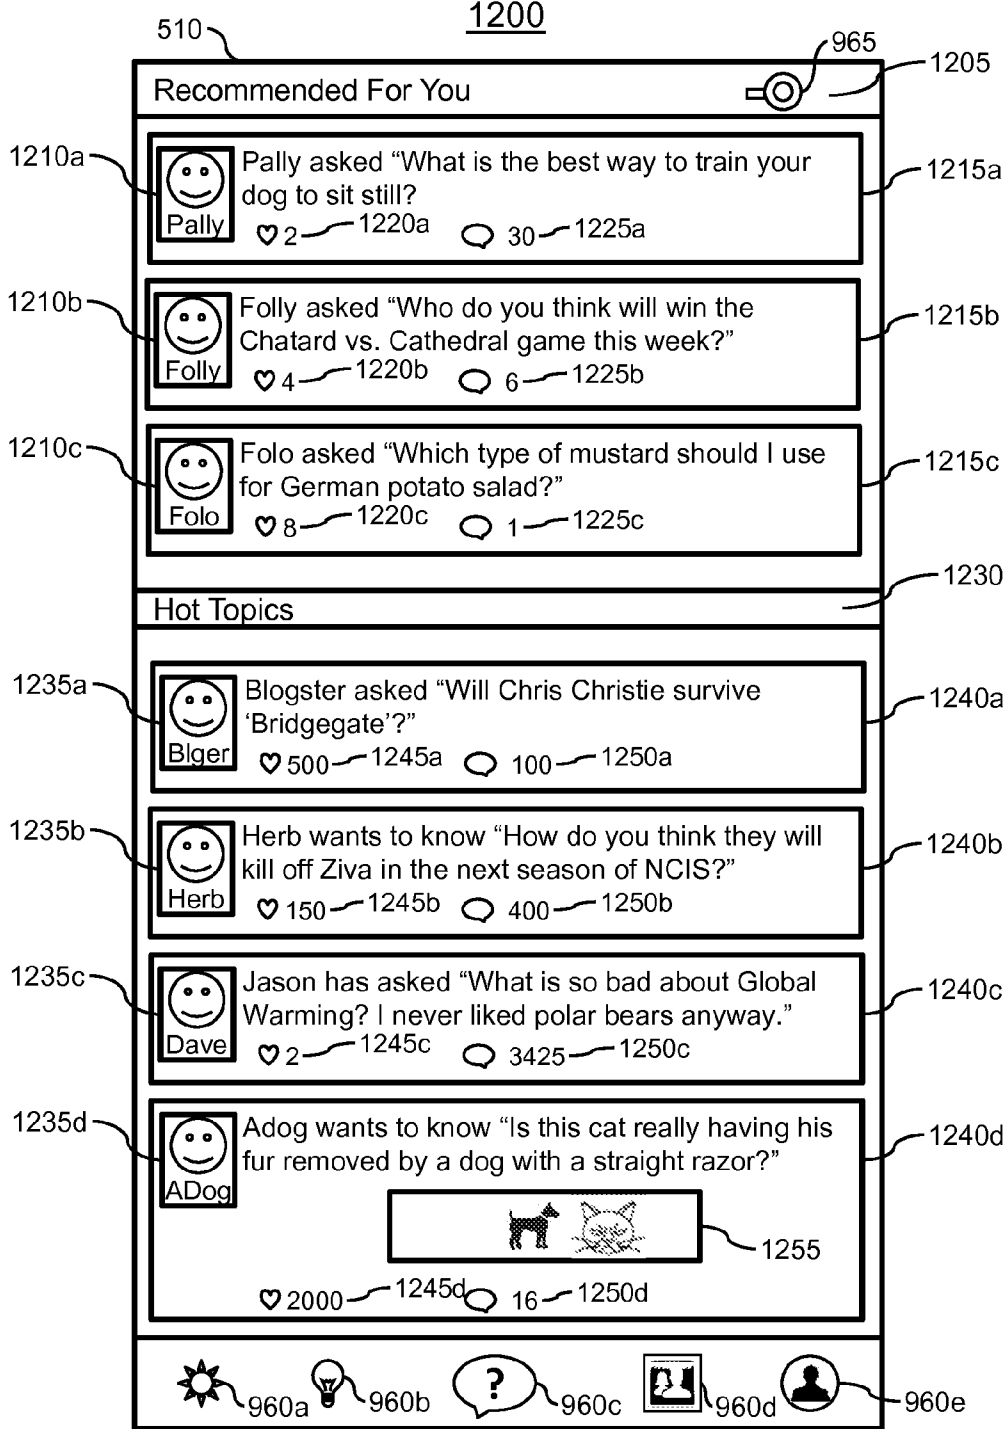 1200
510
965
1205
Recommended For You
1210a
Pally
Pally asked “What is the best way to train your
dog to sit still?
2
1220a
30
1225a
1215a
1210b
Folly
Folly asked “Who do you think will win the
Chatard vs. Cathedral game this week?”
4
1220b
6
1225b
1215b
1210c
Folo
Folo asked “Which type of mustard should I use
for German potato salad?”
8
1220c
1
1225c
1215c
1230
Hot Topics
1235a
Blger
Blogster asked “Will Chris Christie survive
‘Bridgegate’?”
500
1245a
100
1250a
1240a
1235b
Herb
Herb wants to know “How do you think they will
kill off Ziva in the next season of NCIS?”
150
1245b
400
1250b
1240b
1235c
Dave
Jason has asked “What is so bad about Global
Warming? I never liked polar bears anyway.”
2
1245c
3425
1250c
1240c
1235d
ADog
Adog wants to know “Is this cat really having his
fur removed by a dog with a straight razor?”
1240d
1255
2000
1245d
16
1250d
?
960a
960b
960c
960d
960e